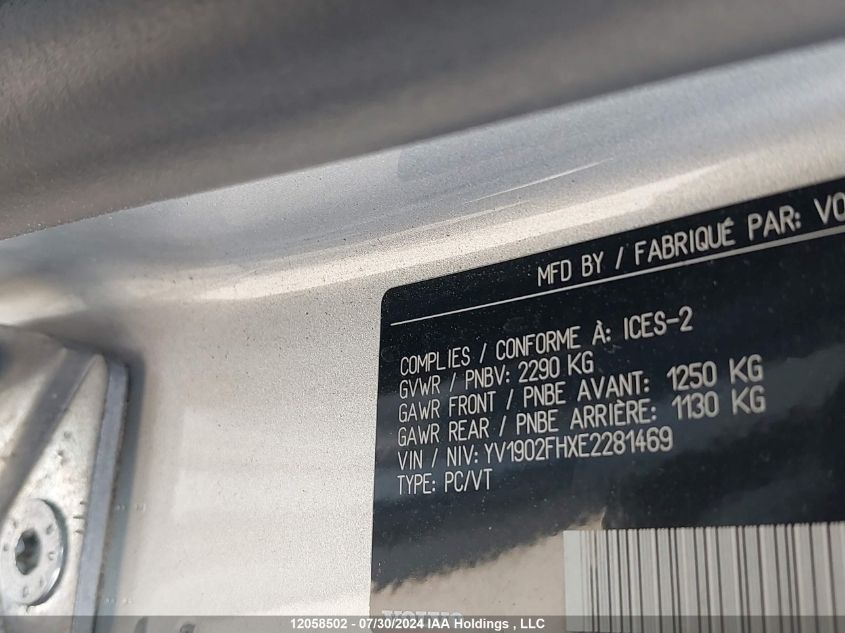 MFD BY / FABRIQUÉ PAR: VO
COMPLIES / CONFORME À: ICES-2
GVWR / PNBV: 2290 KG
GAWR FRONT / PNBE AVANT: 1250 KG
GAWR REAR / PNBE ARRIÈRE: 1130 KG
VIN / NIV: YV1902FHXE2281469
TYPE: PC/VT
12058502 - 07/30/2024 IAA Holdings , LLC